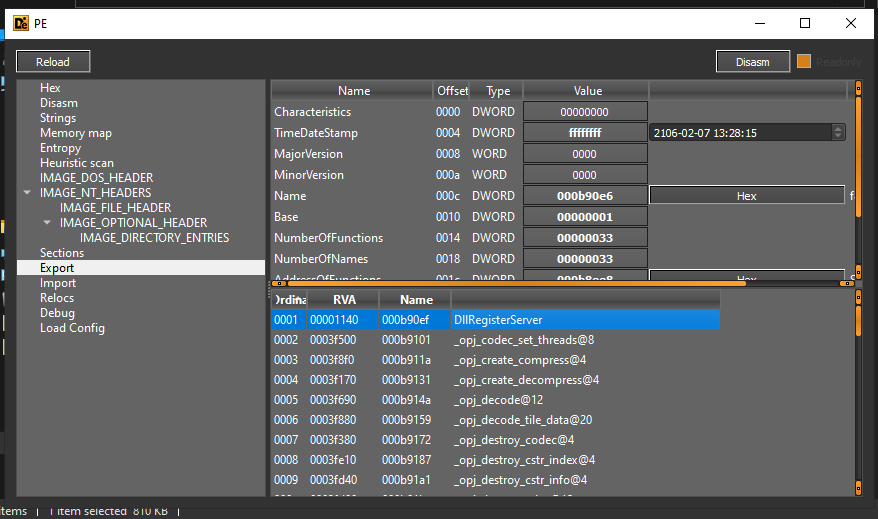 PE
Reload
Disasm
Readonly
Hex
Disasm
Strings
Memory map
Entropy
Heuristic scan
IMAGE_DOS_HEADER
IMAGE_NT_HEADERS
IMAGE_FILE_HEADER
IMAGE_OPTIONAL_HEADER
IMAGE_DIRECTORY_ENTRIES
Sections
Export
Import
Relocs
Debug
Load Config
Name Offset Type Value
Characteristics 0000 DWORD 00000000
TimeDateStamp 0004 DWORD ffffffff 2106-02-07 13:28:15
MajorVersion 0008 WORD 0000
MinorVersion 000a WORD 0000
Name 000c DWORD 000b90e6 Hex
Base 0010 DWORD 00000001
NumberOfFunctions 0014 DWORD 00000033
NumberOfNames 0018 DWORD 00000033
AddressOfFunctions 001c DWORD 000b8ee8 Hex
RVA Name
0001 00001140 000b90ef DllRegisterServer
0002 0003f500 000b9101 _opj_codec_set_threads@8
0003 0003f8f0 000b911a _opj_create_compress@4
0004 0003f170 000b9131 _opj_create_decompress@4
0005 0003f690 000b914a _opj_decode@12
0006 0003f880 000b9159 _opj_decode_tile_data@20
0007 0003f380 000b9172 _opj_destroy_codec@4
0008 0003fe10 000b9187 _opj_destroy_cstr_index@4
0009 0003fd40 000b91a1 _opj_destroy_cstr_info@4
items 1 item selected 810 KB